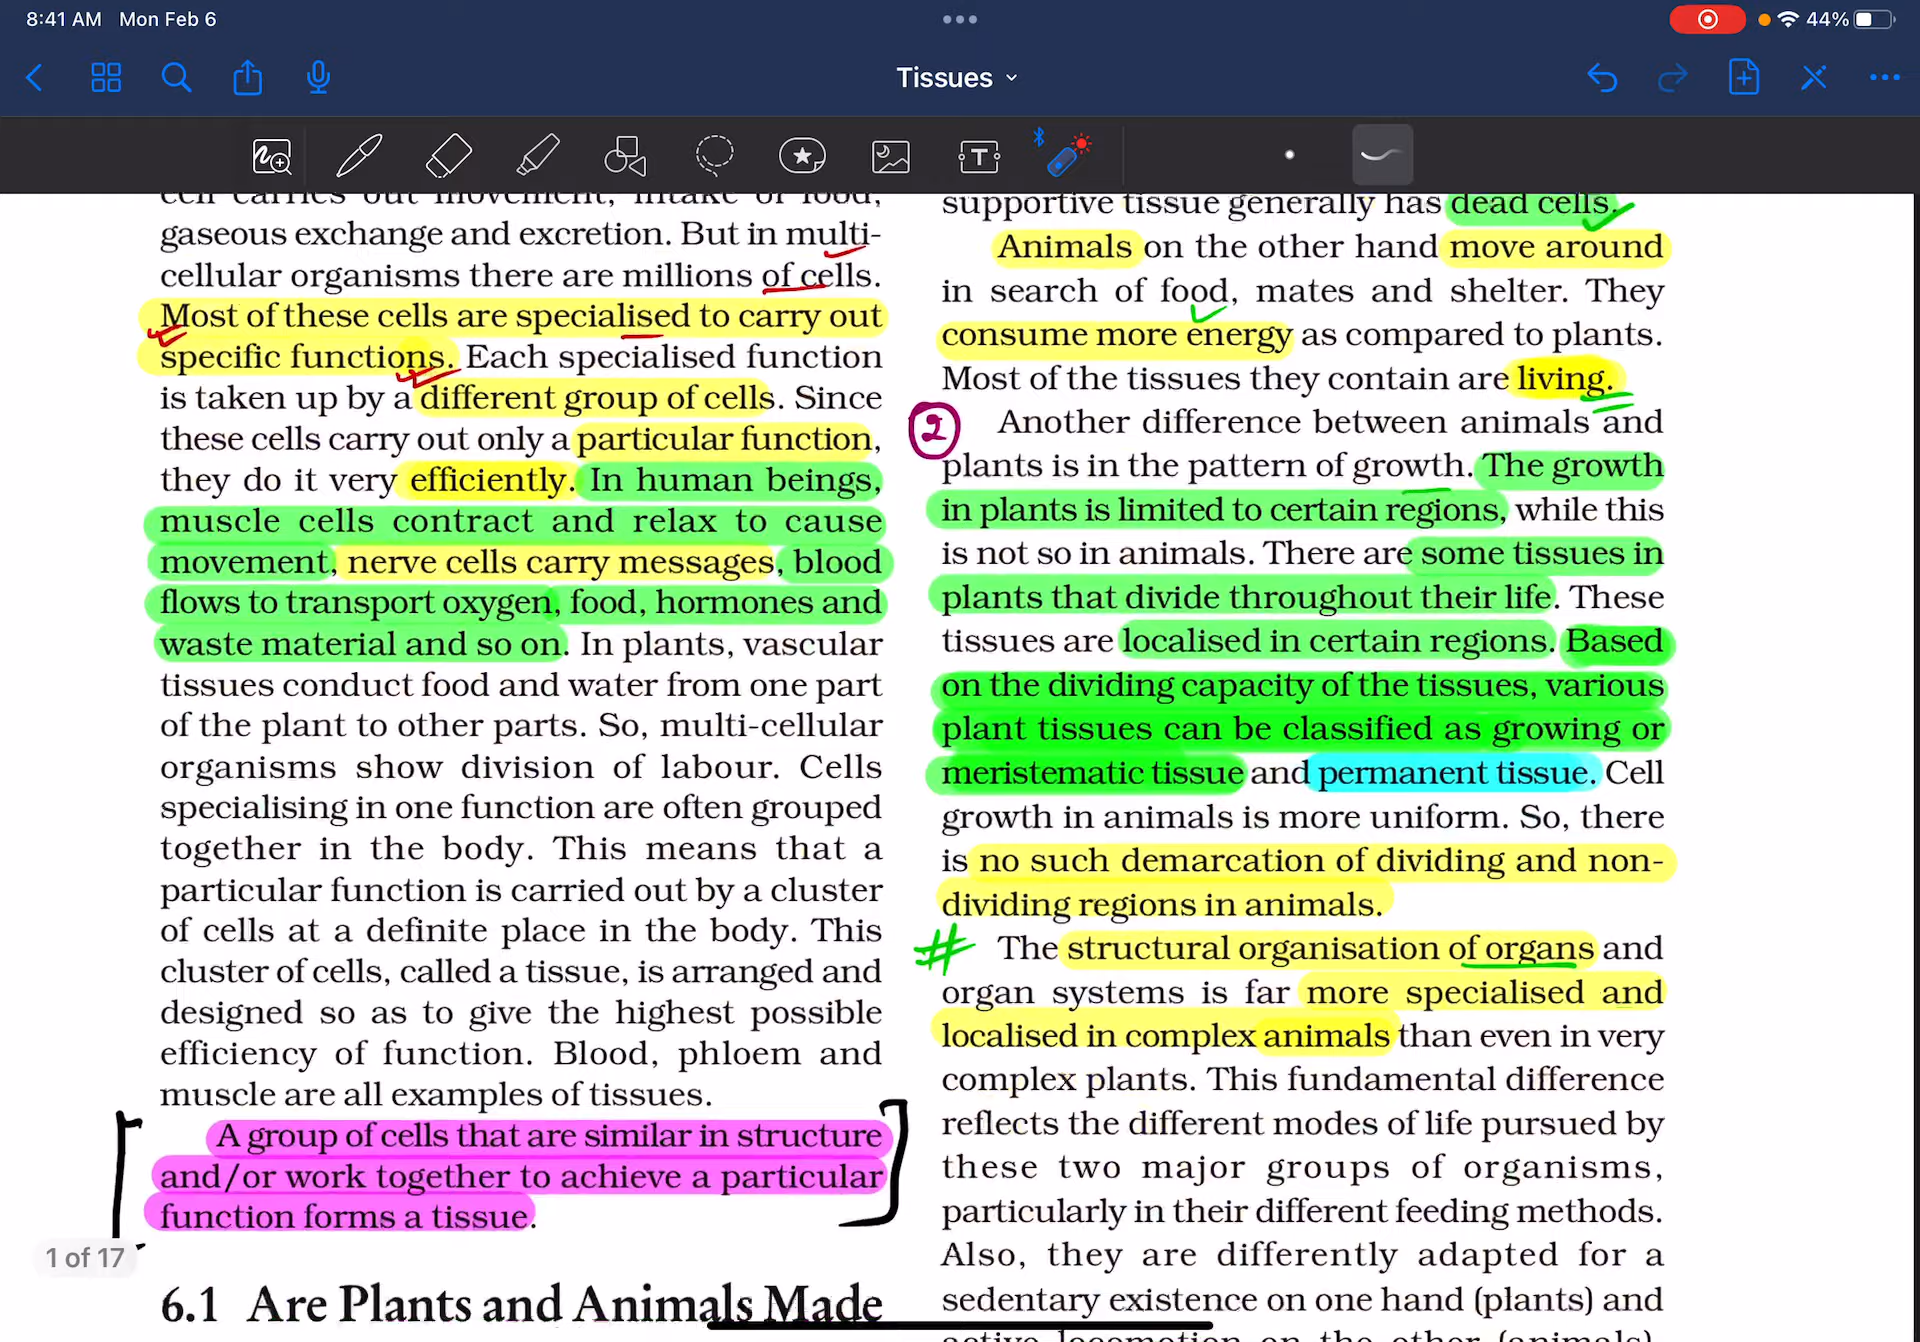 8:41 AM Mon Feb 6
44%
Tissues
cell carries out movement, intake of food,
gaseous exchange and excretion. But in multi-
cellular organisms there are millions of cells.
Most of these cells are specialised to carry out
specific functions. Each specialised function
is taken up by a different group of cells. Since
these cells carry out only a particular function,
they do it very efficiently. In human beings,
muscle cells contract and relax to cause
movement, nerve cells carry messages, blood
flows to transport oxygen, food, hormones and
waste material and so on. In plants, vascular
tissues conduct food and water from one part
of the plant to other parts. So, multi-cellular
organisms show division of labour. Cells
specialising in one function are often grouped
together in the body. This means that a
particular function is carried out by a cluster
of cells at a definite place in the body. This
cluster of cells, called a tissue, is arranged and
designed so as to give the highest possible
efficiency of function. Blood, phloem and
muscle are all examples of tissues.
A group of cells that are similar in structure
and/or work together to achieve a particular
function forms a tissue.
1 of 17
6.1 Are Plants and Animals Made
supportive tissue generally has dead cells.
Animals on the other hand move around
in search of food, mates and shelter. They
consume more energy as compared to plants.
Most of the tissues they contain are living.
2
Another difference between animals and
plants is in the pattern of growth. The growth
in plants is limited to certain regions, while this
is not so in animals. There are some tissues in
plants that divide throughout their life. These
tissues are localised in certain regions. Based
on the dividing capacity of the tissues, various
plant tissues can be classified as growing or
meristematic tissue and permanent tissue. Cell
growth in animals is more uniform. So, there
is no such demarcation of dividing and non-
dividing regions in animals.
# The structural organisation of organs and
organ systems is far more specialised and
localised in complex animals than even in very
complex plants. This fundamental difference
reflects the different modes of life pursued by
these two major groups of organisms,
particularly in their different feeding methods.
Also, they are differently adapted for a
sedentary existence on one hand (plants) and
active locomotion on the other (animals),